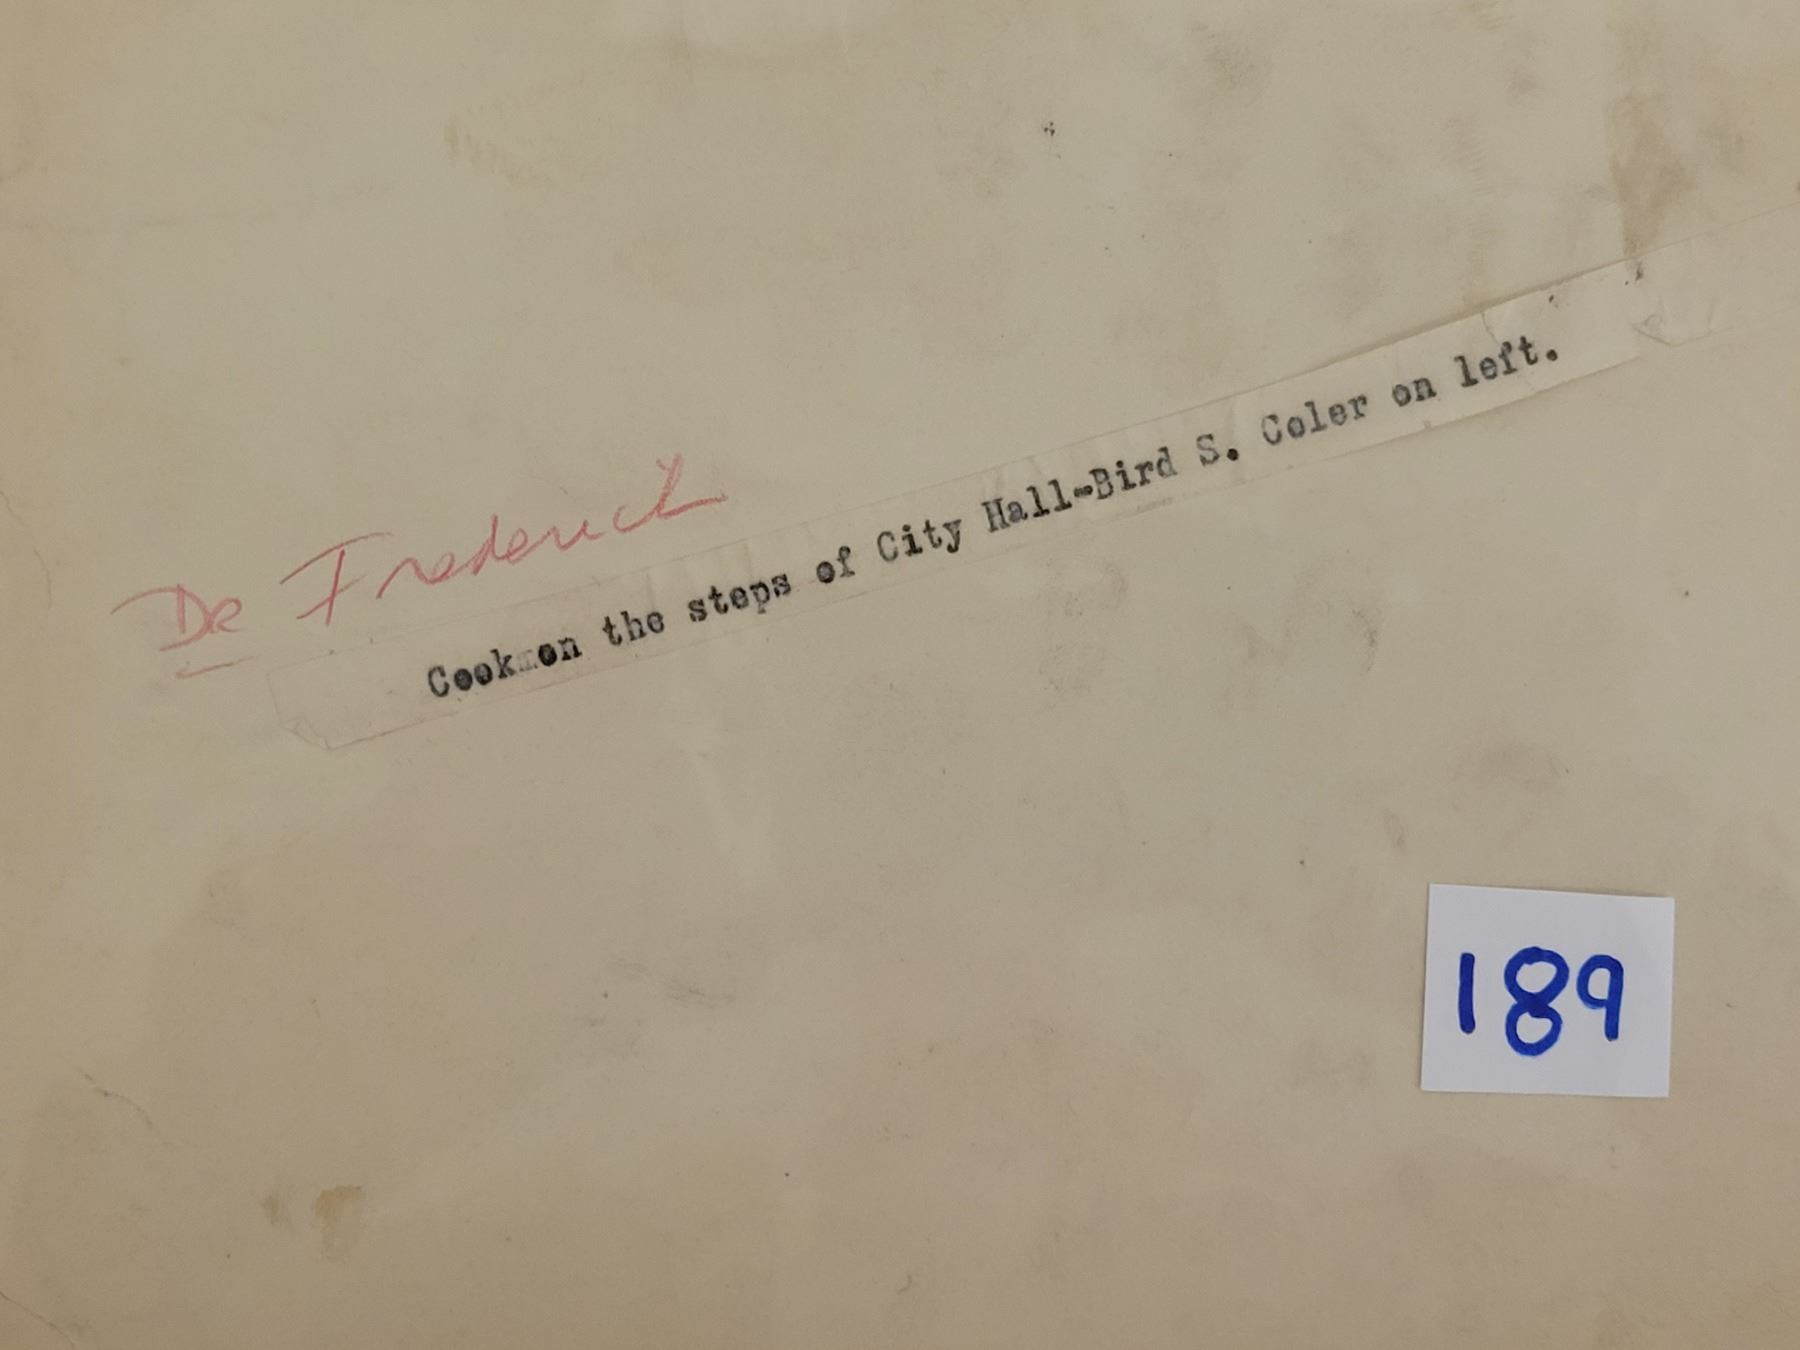 Dr Frederick
Cook on the steps of City Hall-Bird S. Coler on left.
189